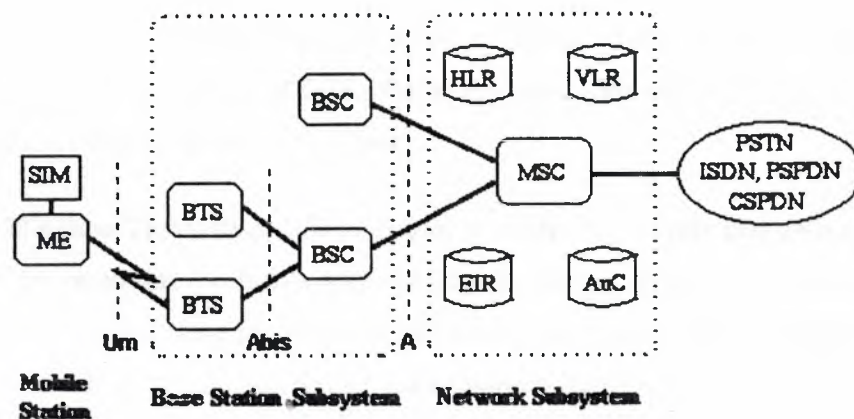 HLR VLR
BSC
PSTN
ISDN, PSPDN
CSPDN
SIM
MSC
BTS
ME
BSC
EIR AuC
BTS
Um Abis A
Mobile
Station
Base Station Subsystem
Network Subsystem